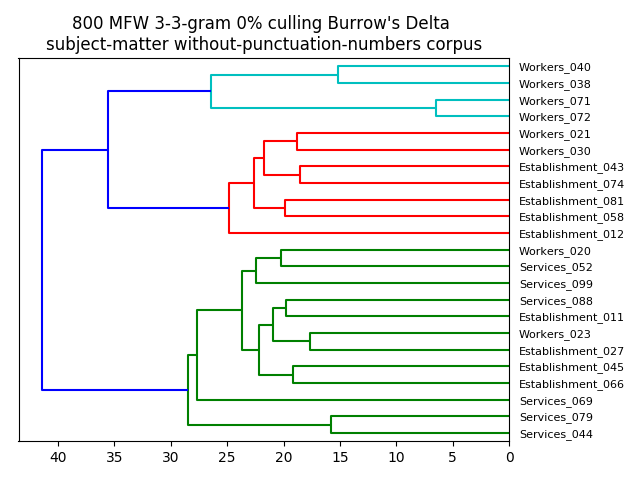 800 MFW 3-3-gram 0% culling Burrow's Delta
subject-matter without-punctuation-numbers corpus
Workers_040
Workers_038
Workers_071
Workers_072
Workers_021
Workers_030
Establishment_043
Establishment_074
Establishment_081
Establishment_058
Establishment_012
Workers_020
Services_052
Services_099
Services_088
Establishment_011
Workers_023
Establishment_027
Establishment_045
Establishment_066
Services_069
Services_079
Services_044
40 35 30 25 20 15 10 5 0